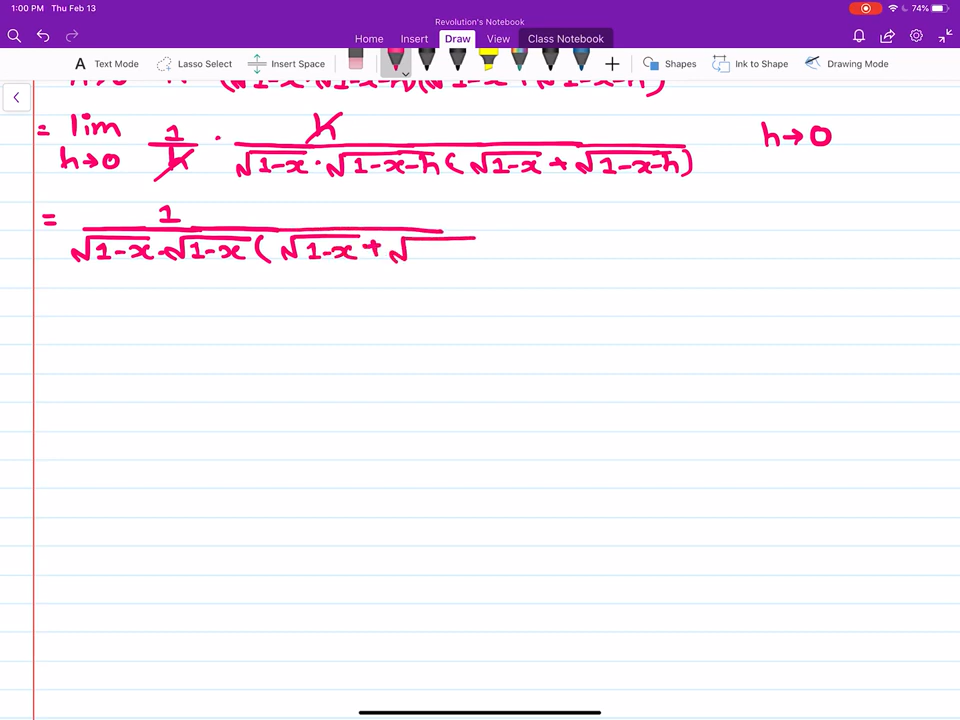 1:00 PM Thu Feb 13
74%
Revolution's Notebook
Home Insert Draw View Class Notebook
A Text Mode Lasso Select Insert Space Shapes Ink to Shape Drawing Mode
= lim h→0 1/h · h/(√(1-x) · √(1-x-h) (√(1-x) + √(1-x-h))) h→0
= 1/(√(1-x) · √(1-x) (√(1-x) + √